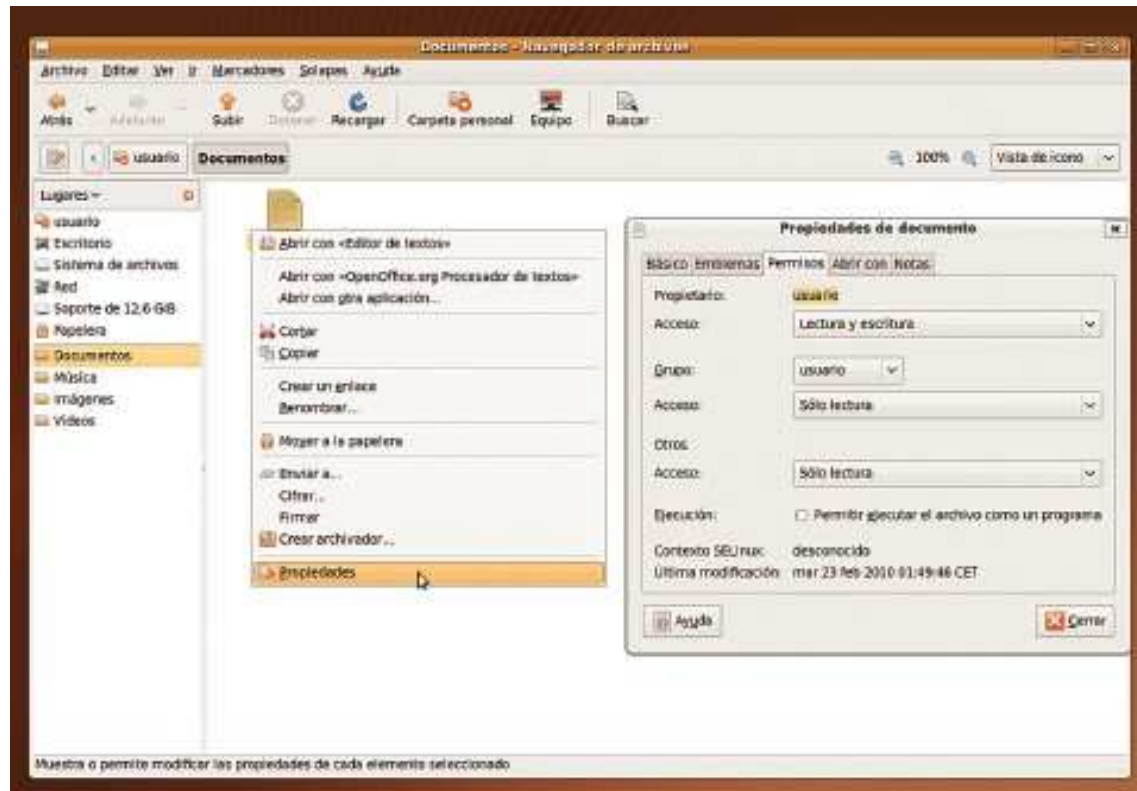 Documentos - Navegador de archivos
Archivo Editar Ver Ir Marcadores Solapas Ayuda
Atrás Adelante Subir Detener Recargar Carpeta personal Equipo Buscar
usuario Documentos 100% Vista de icono
Lugares
usuario
Escritorio
Sistema de archivos
Red
Soporte de 12,6 GiB
Papelera
Documentos
Música
Imágenes
Vídeos
Abrir con «Editor de textos»
Abrir con «OpenOffice.org Procesador de textos»
Abrir con otra aplicación...
Cortar
Copiar
Crear un enlace
Renombrar...
Mover a la papelera
Enviar a...
Cifrar...
Firmar
Crear archivador...
Propiedades
Propiedades de documento
Básico Emblemas Permisos Abrir con Notas
Propietario: usuario
Acceso: Lectura y escritura
Grupo: usuario
Acceso: Sólo lectura
Otros
Acceso: Sólo lectura
Ejecución: Permitir ejecutar el archivo como un programa
Contexto SELinux: desconocido
Última modificación: mar 23 feb 2010 01:49:46 CET
Ayuda Cerrar
Muestra o permite modificar las propiedades de cada elemento seleccionado